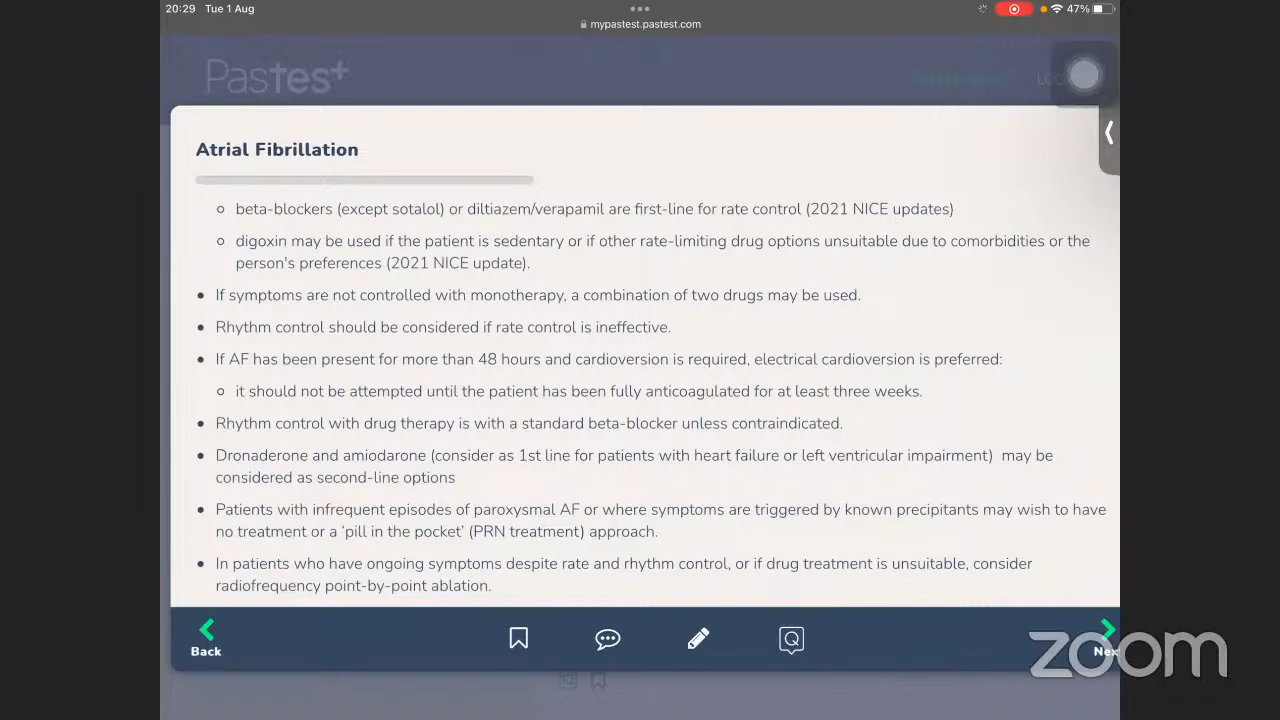 20:29 Tue 1 Aug
47%
mypastest.pastest.com
Pastest
Atrial Fibrillation
beta-blockers (except sotalol) or diltiazem/verapamil are first-line for rate control (2021 NICE updates)
digoxin may be used if the patient is sedentary or if other rate-limiting drug options unsuitable due to comorbidities or the
person's preferences (2021 NICE update).
If symptoms are not controlled with monotherapy, a combination of two drugs may be used.
Rhythm control should be considered if rate control is ineffective.
If AF has been present for more than 48 hours and cardioversion is required, electrical cardioversion is preferred:
it should not be attempted until the patient has been fully anticoagulated for at least three weeks.
Rhythm control with drug therapy is with a standard beta-blocker unless contraindicated.
Dronaderone and amiodarone (consider as 1st line for patients with heart failure or left ventricular impairment) may be
considered as second-line options
Patients with infrequent episodes of paroxysmal AF or where symptoms are triggered by known precipitants may wish to have
no treatment or a ‘pill in the pocket’ (PRN treatment) approach.
In patients who have ongoing symptoms despite rate and rhythm control, or if drug treatment is unsuitable, consider
radiofrequency point-by-point ablation.
Back
Q
zoom